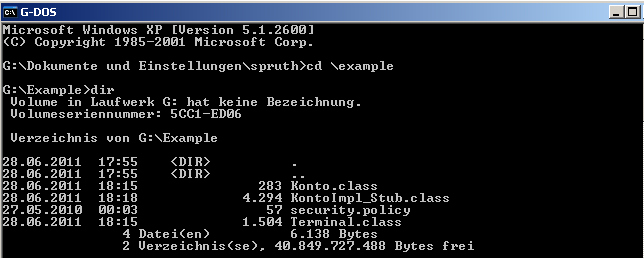 G-DOS
Microsoft Windows XP [Version 5.1.2600]
(C) Copyright 1985-2001 Microsoft Corp.
G:\Dokumente und Einstellungen\spruth>cd \example
G:\Example>dir
Volume in Laufwerk G: hat keine Bezeichnung.
Volumeseriennummer: 5CC1-ED06
Verzeichnis von G:\Example
28.06.2011 17:55 <DIR> .
28.06.2011 17:55 <DIR> ..
28.06.2011 18:15 283 Konto.class
28.06.2011 18:18 4.294 KontoImpl_Stub.class
27.05.2010 00:03 57 security.policy
28.06.2011 18:15 1.504 Terminal.class
4 Datei(en) 6.138 Bytes
2 Verzeichnis(se), 40.849.727.488 Bytes frei